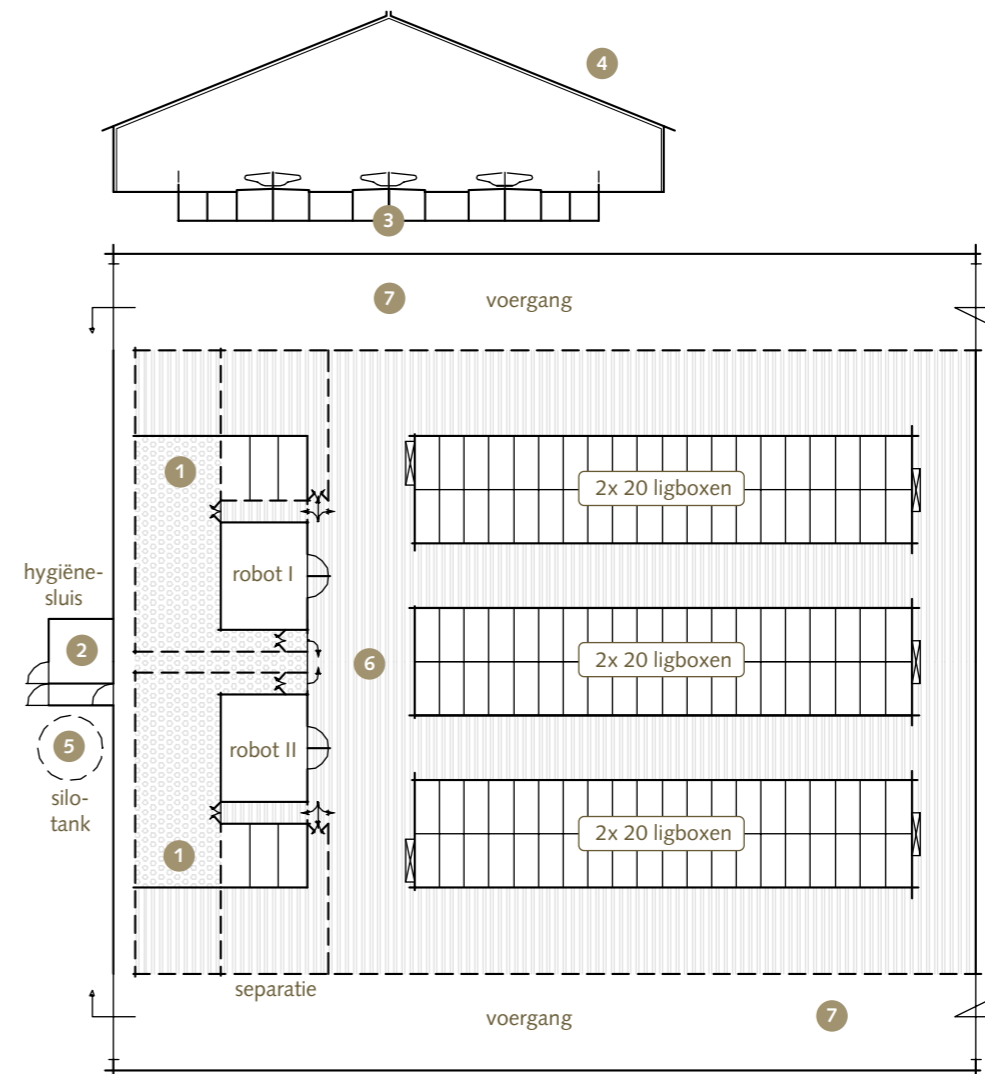 4
3
7
voergang
1
2x 20 ligboxen
robot I
hygiëne-
sluis
2
6
2x 20 ligboxen
5
robot II
silo-
tank
2x 20 ligboxen
1
separatie
voergang
7